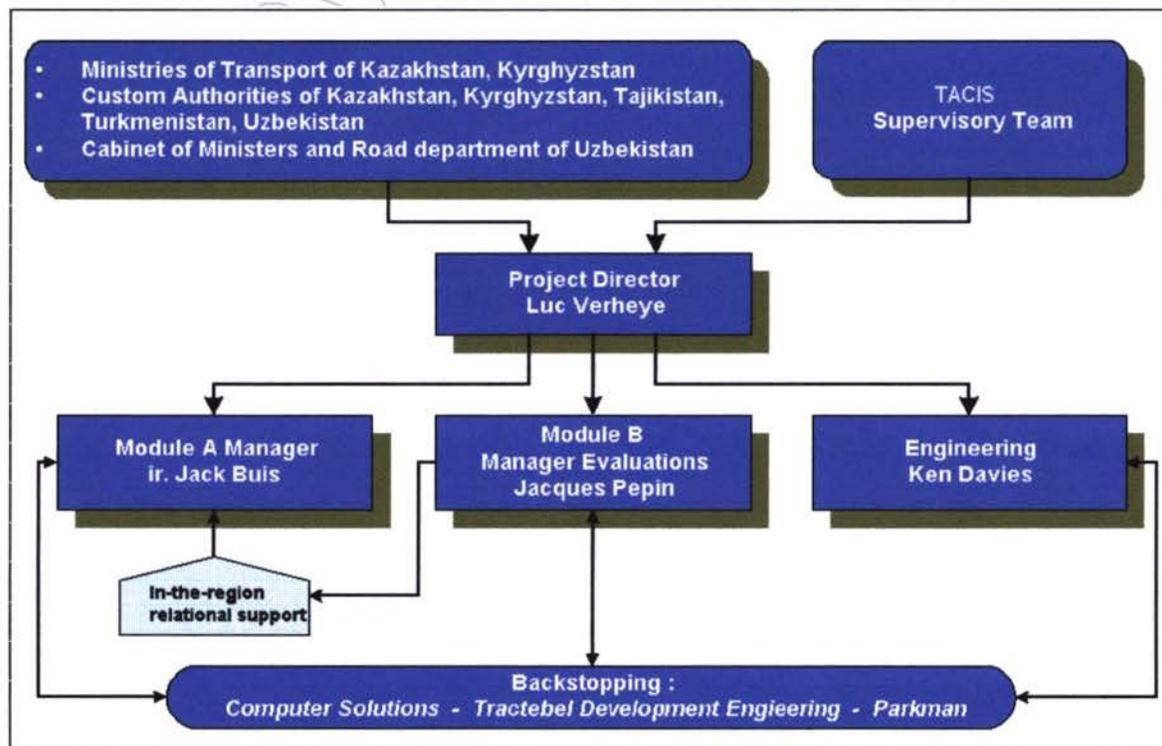 • Ministries of Transport of Kazakhstan, Kyrghyzstan
• Custom Authorities of Kazakhstan, Kyrghyzstan, Tajikistan,
Turkmenistan, Uzbekistan
• Cabinet of Ministers and Road department of Uzbekistan
TACIS
Supervisory Team
Project Director
Luc Verheye
Module A Manager
ir. Jack Buis
Module B
Manager Evaluations
Jacques Pepin
Engineering
Ken Davies
In-the-region
relational support
Backstopping :
Computer Solutions - Tractebel Development Engieering - Parkman